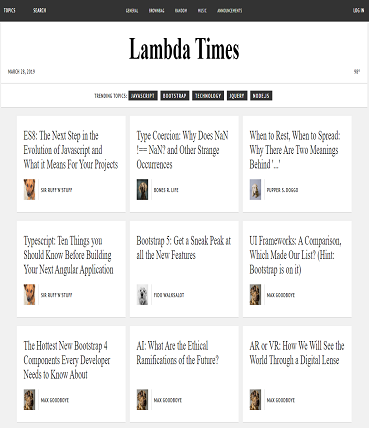 TOPICS SEARCH GENERAL BROWNBAG RANDOM MUSIC ANNOUNCEMENTS LOG IN
Lambda Times
MARCH 28, 2019 98°
TRENDING TOPICS: JAVASCRIPT BOOTSTRAP TECHNOLOGY JQUERY NODE.JS
ES8: The Next Step in the
Evolution of Javascript and
What it Means For Your Projects
SIR RUFF'N'STUFF
Type Coercion: Why Does NaN
!== NaN? and Other Strange
Occurrences
BONES R. LIFE
When to Rest, When to Spread:
Why There Are Two Meanings
Behind '...'
PUPPER S. DOGGO
Typescript: Ten Things you
Should Know Before Building
Your Next Angular Application
SIR RUFF'N'STUFF
Bootstrap 5: Get a Sneak Peak at
all the New Features
FIDO WALKSALOT
UI Frameworks: A Comparison,
Which Made Our List? (Hint:
Bootstrap is on it)
MAX GOODBOYE
The Hottest New Bootstrap 4
Components Every Developer
Needs to Know About
MAX GOODBOYE
AI: What Are the Ethical
Ramifications of the Future?
MAX GOODBOYE
AR or VR: How We Will See the
World Through a Digital Lense
MAX GOODBOYE